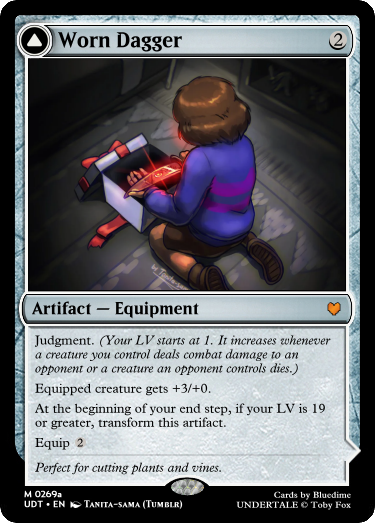 Worn Dagger 2
Artifact — Equipment
Judgment. (Your LV starts at 1. It increases whenever
a creature you control deals combat damage to an
opponent or a creature an opponent controls dies.)
Equipped creature gets +3/+0.
At the beginning of your end step, if your LV is 19
or greater, transform this artifact.
Equip 2
Perfect for cutting plants and vines.
M 0269a
UDT • EN TANITA-SAMA (TUMBLR)
Cards by Bluedime
UNDERTALE © Toby Fox